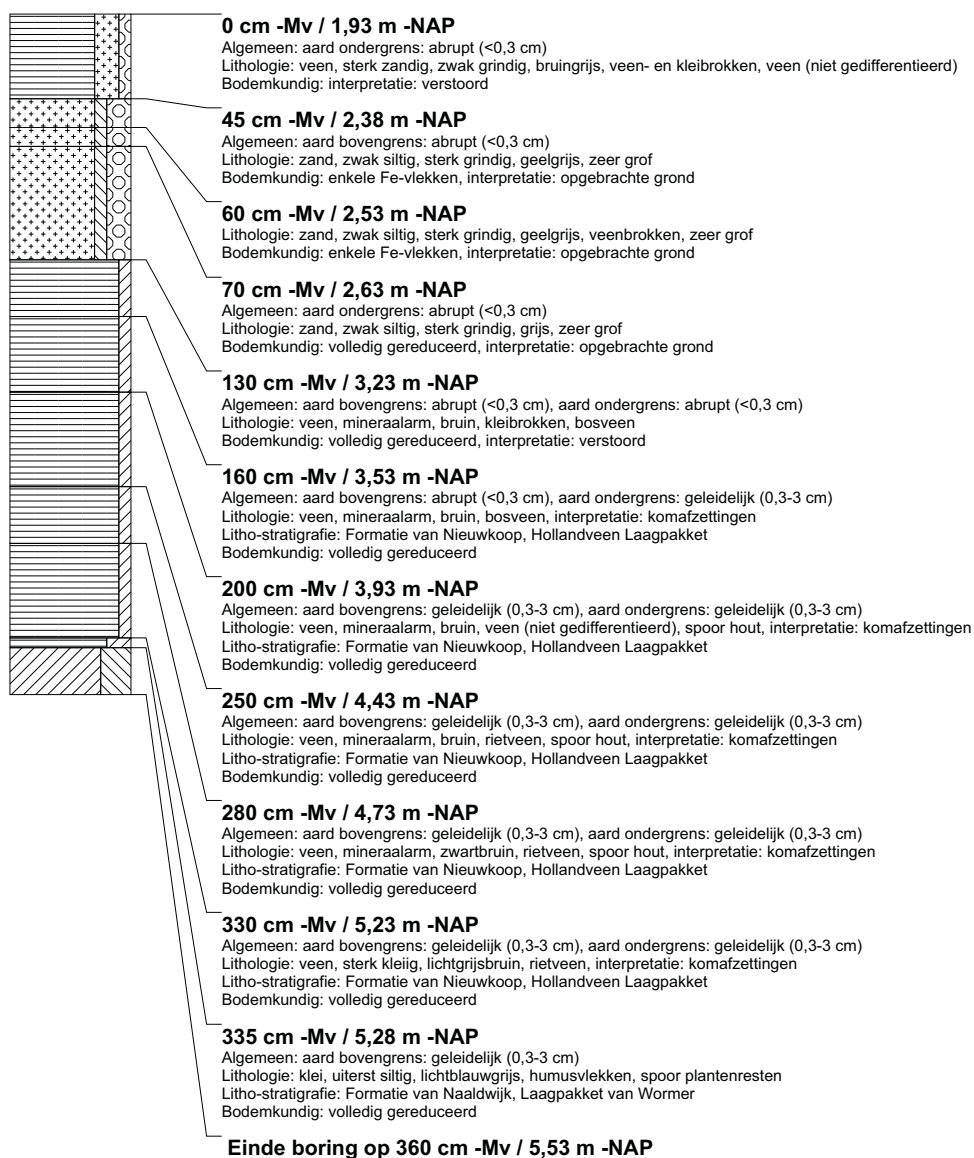 0 cm -Mv / 1,93 m -NAP
Algemeen: aard ondergrens: abrupt (<0,3 cm)
Lithologie: veen, sterk zandig, zwak grindig, bruingrijs, veen- en kleibrokken, veen (niet gedifferentieerd)
Bodemkundig: interpretatie: verstoord
45 cm -Mv / 2,38 m -NAP
Algemeen: aard bovengrens: abrupt (<0,3 cm)
Lithologie: zand, zwak siltig, sterk grindig, geelgrijs, zeer grof
Bodemkundig: enkele Fe-vlekken, interpretatie: opgebrachte grond
60 cm -Mv / 2,53 m -NAP
Lithologie: zand, zwak siltig, sterk grindig, geelgrijs, veenbrokken, zeer grof
Bodemkundig: enkele Fe-vlekken, interpretatie: opgebrachte grond
70 cm -Mv / 2,63 m -NAP
Algemeen: aard ondergrens: abrupt (<0,3 cm)
Lithologie: zand, zwak siltig, sterk grindig, grijs, zeer grof
Bodemkundig: volledig gereduceerd, interpretatie: opgebrachte grond
130 cm -Mv / 3,23 m -NAP
Algemeen: aard bovengrens: abrupt (<0,3 cm), aard ondergrens: abrupt (<0,3 cm)
Lithologie: veen, mineraalarm, bruin, kleibrokken, bosveen
Bodemkundig: volledig gereduceerd, interpretatie: verstoord
160 cm -Mv / 3,53 m -NAP
Algemeen: aard bovengrens: abrupt (<0,3 cm), aard ondergrens: geleidelijk (0,3-3 cm)
Lithologie: veen, mineraalarm, bruin, bosveen, interpretatie: komafzettingen
Litho-stratigrafie: Formatie van Nieuwkoop, Hollandveen Laagpakket
Bodemkundig: volledig gereduceerd
200 cm -Mv / 3,93 m -NAP
Algemeen: aard bovengrens: geleidelijk (0,3-3 cm), aard ondergrens: geleidelijk (0,3-3 cm)
Lithologie: veen, mineraalarm, bruin, veen (niet gedifferentieerd), spoor hout, interpretatie: komafzettingen
Litho-stratigrafie: Formatie van Nieuwkoop, Hollandveen Laagpakket
Bodemkundig: volledig gereduceerd
250 cm -Mv / 4,43 m -NAP
Algemeen: aard bovengrens: geleidelijk (0,3-3 cm), aard ondergrens: geleidelijk (0,3-3 cm)
Lithologie: veen, mineraalarm, bruin, rietveen, spoor hout, interpretatie: komafzettingen
Litho-stratigrafie: Formatie van Nieuwkoop, Hollandveen Laagpakket
Bodemkundig: volledig gereduceerd
280 cm -Mv / 4,73 m -NAP
Algemeen: aard bovengrens: geleidelijk (0,3-3 cm), aard ondergrens: geleidelijk (0,3-3 cm)
Lithologie: veen, mineraalarm, zwartbruin, rietveen, spoor hout, interpretatie: komafzettingen
Litho-stratigrafie: Formatie van Nieuwkoop, Hollandveen Laagpakket
Bodemkundig: volledig gereduceerd
330 cm -Mv / 5,23 m -NAP
Algemeen: aard bovengrens: geleidelijk (0,3-3 cm), aard ondergrens: geleidelijk (0,3-3 cm)
Lithologie: veen, sterk kleiig, lichtgrijsbruin, rietveen, interpretatie: komafzettingen
Litho-stratigrafie: Formatie van Nieuwkoop, Hollandveen Laagpakket
Bodemkundig: volledig gereduceerd
335 cm -Mv / 5,28 m -NAP
Algemeen: aard bovengrens: geleidelijk (0,3-3 cm)
Lithologie: klei, uiterst siltig, lichtblauwgrijs, humusvlekken, spoor plantenresten
Litho-stratigrafie: Formatie van Naaldwijk, Laagpakket van Wormer
Bodemkundig: volledig gereduceerd
Einde boring op 360 cm -Mv / 5,53 m -NAP